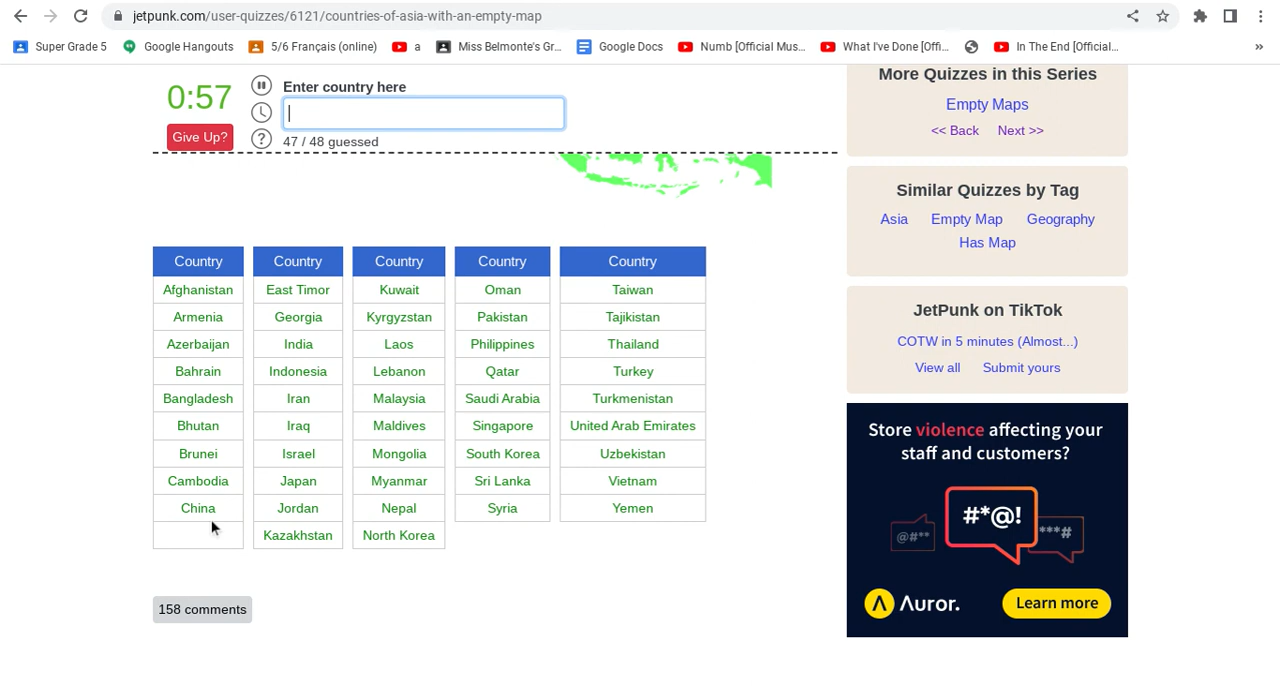 jetpunk.com/user-quizzes/6121/countries-of-asia-with-an-empty-map
Super Grade 5 Google Hangouts 5/6 Français (online) a Miss Belmonte's Gr... Google Docs Numb [Official Mus... What I've Done [Offi... In The End [Official...
0:57
Give Up?
Enter country here
47 / 48 guessed
Country Country Country Country Country
Afghanistan East Timor Kuwait Oman Taiwan
Armenia Georgia Kyrgyzstan Pakistan Tajikistan
Azerbaijan India Laos Philippines Thailand
Bahrain Indonesia Lebanon Qatar Turkey
Bangladesh Iran Malaysia Saudi Arabia Turkmenistan
Bhutan Iraq Maldives Singapore United Arab Emirates
Brunei Israel Mongolia South Korea Uzbekistan
Cambodia Japan Myanmar Sri Lanka Vietnam
China Jordan Nepal Syria Yemen
Kazakhstan North Korea
158 comments
More Quizzes in this Series
Empty Maps
<< Back Next >>
Similar Quizzes by Tag
Asia Empty Map Geography
Has Map
JetPunk on TikTok
COTW in 5 minutes (Almost...)
View all Submit yours
Store violence affecting your
staff and customers?
#*@!
@#** ***#
Auror.
Learn more